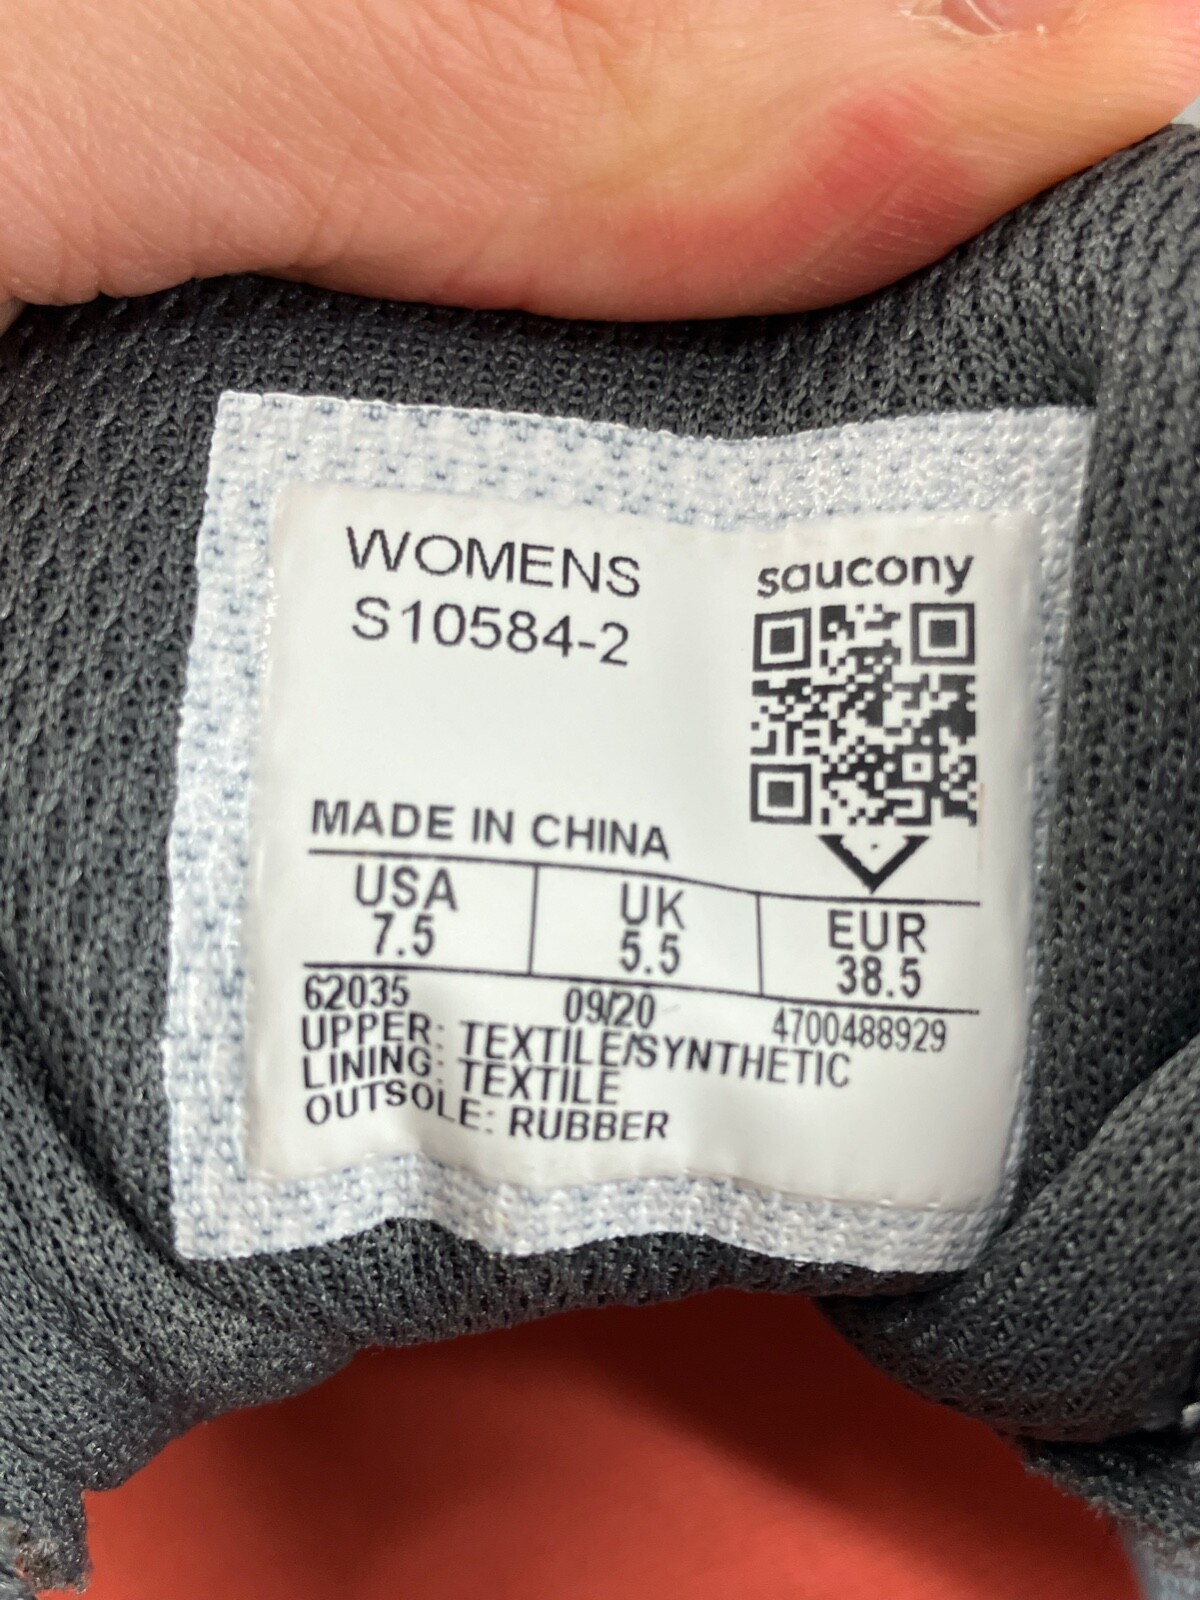 WOMENS
S10584-2
saucony
MADE IN CHINA
USA UK EUR
7.5 5.5 38.5
62035 09/20 4700488929
UPPER: TEXTILE/SYNTHETIC
LINING: TEXTILE
OUTSOLE: RUBBER